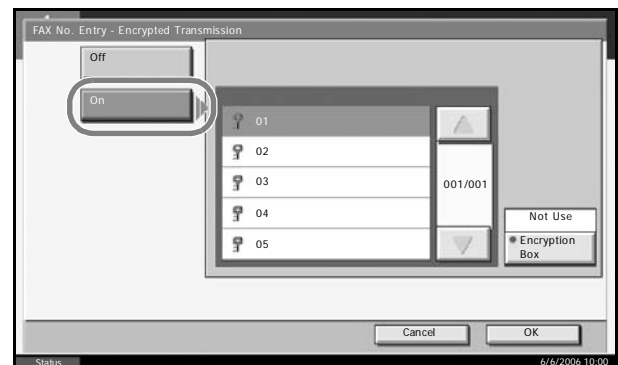 FAX No. Entry - Encrypted Transmission
Off
On
01
02
03
04
05
001/001
Not Use
Encryption
Box
Cancel
OK
Status
6/6/2006 10:00